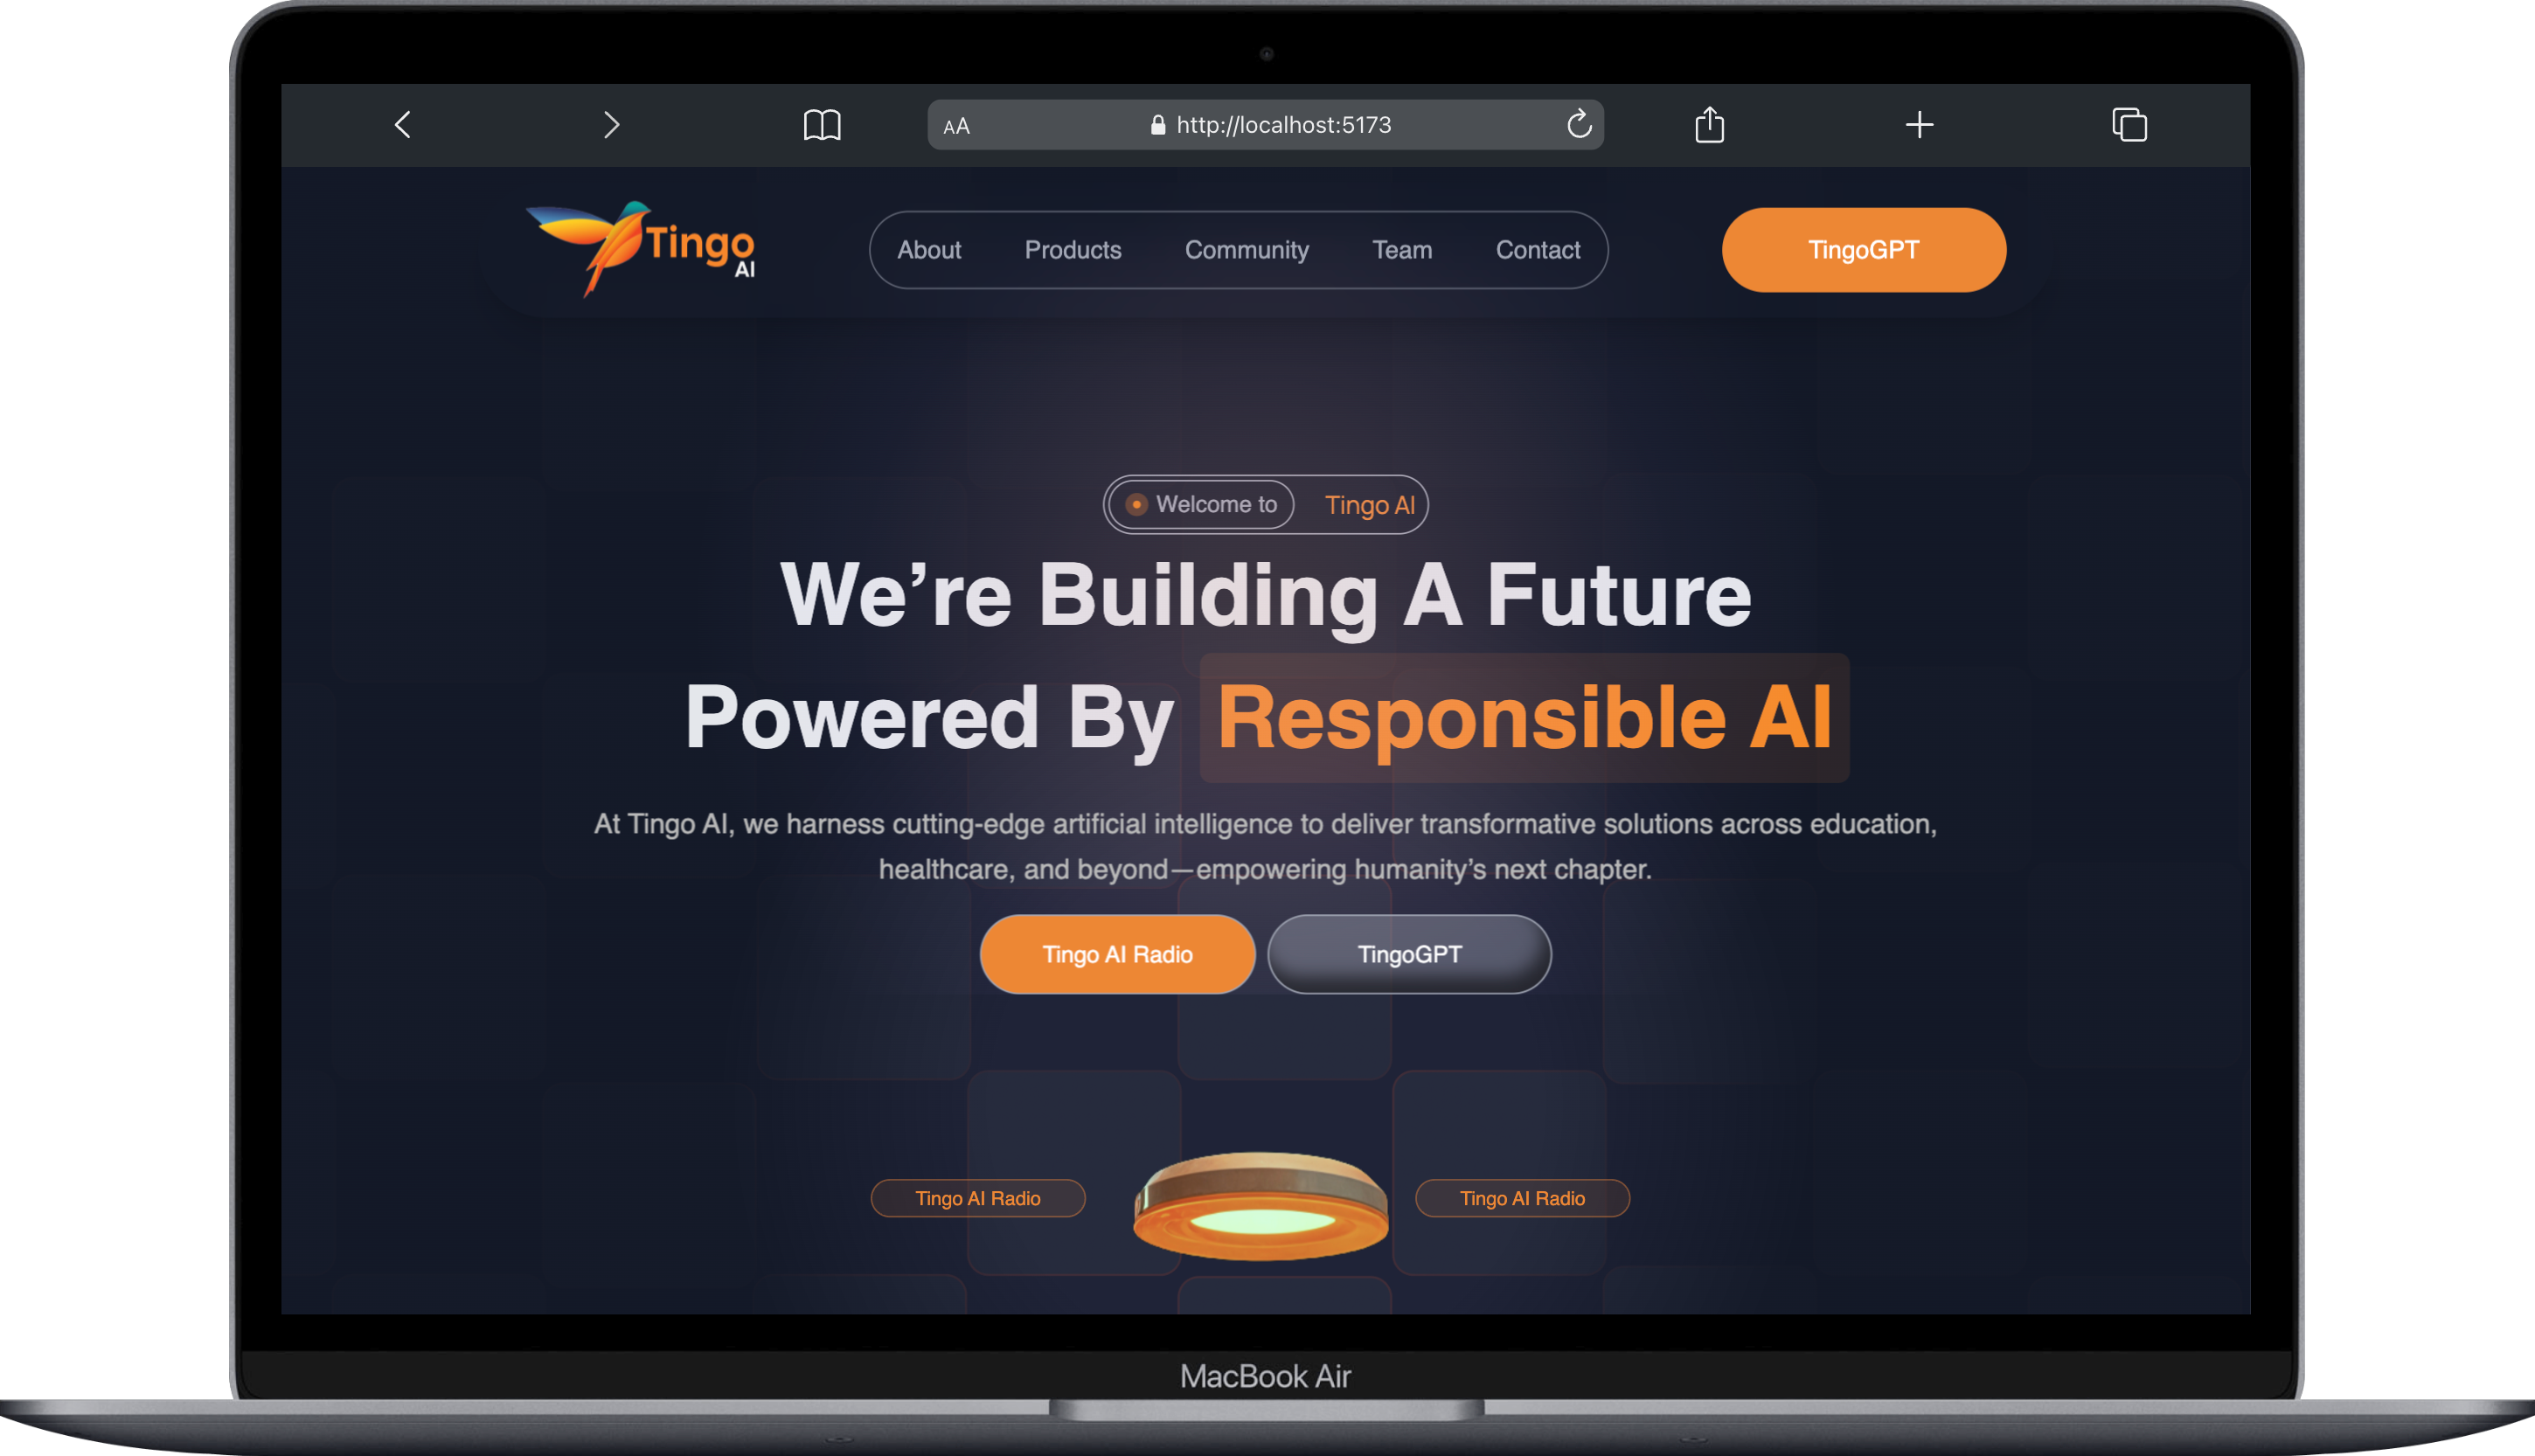 AA http://localhost:5173
Tingo
AI
About Products Community Team Contact
TingoGPT
Welcome to Tingo AI
We’re Building A Future
Powered By Responsible AI
At Tingo AI, we harness cutting-edge artificial intelligence to deliver transformative solutions across education,
healthcare, and beyond—empowering humanity’s next chapter.
Tingo AI Radio TingoGPT
Tingo AI Radio Tingo AI Radio
MacBook Air